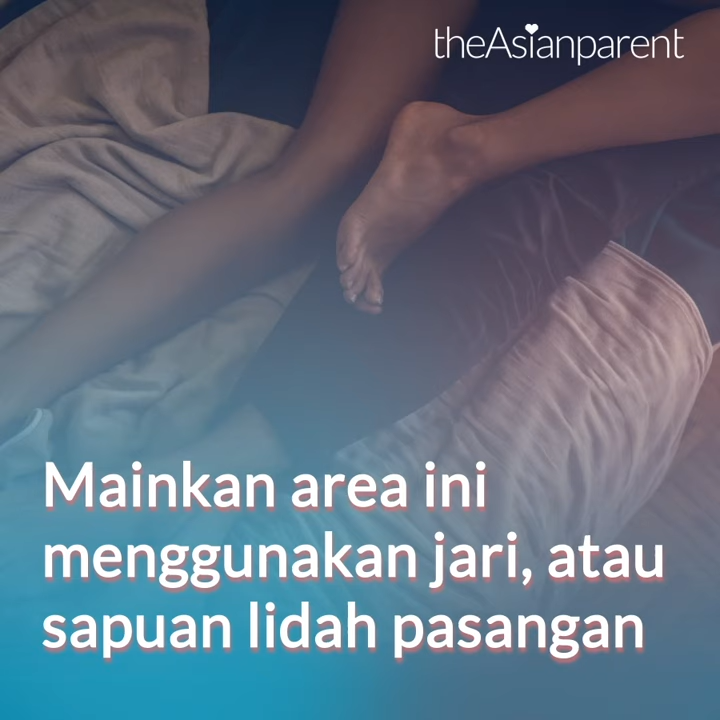 theAsianparent
Mainkan area ini
menggunakan jari, atau
sapuan lidah pasangan